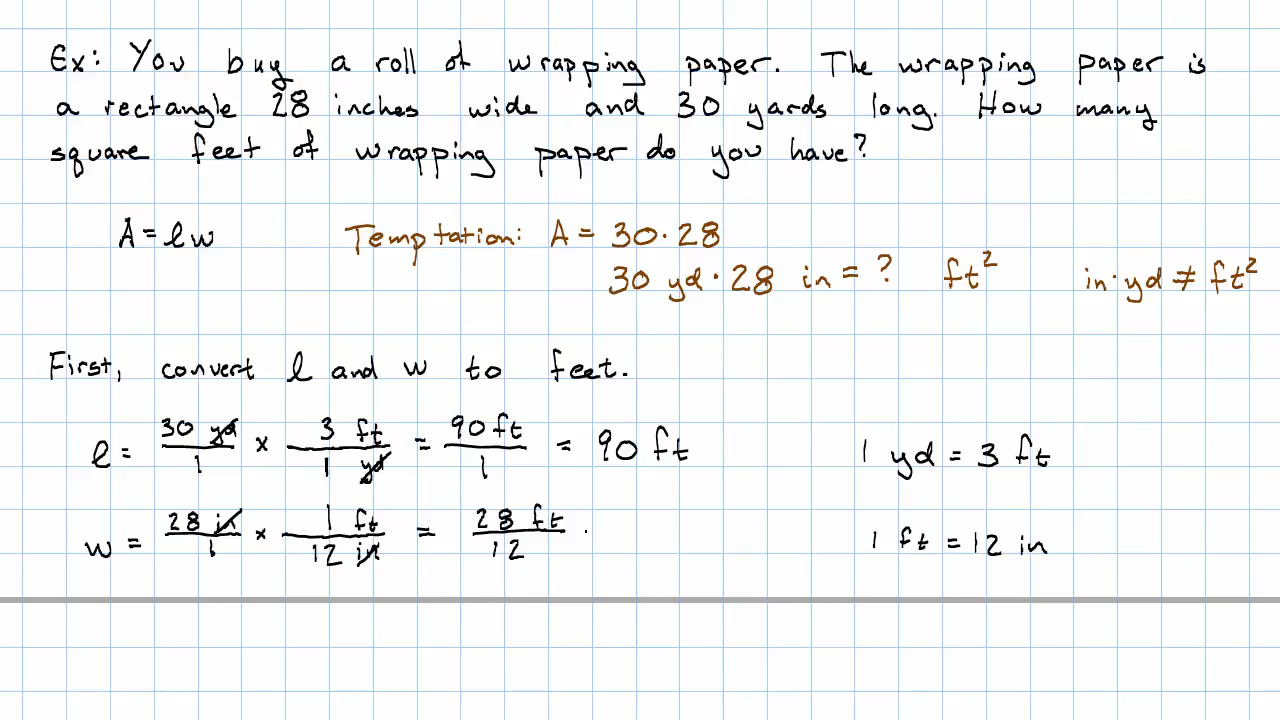 Ex: You buy a roll of wrapping paper. The wrapping paper is
a rectangle 28 inches wide and 30 yards long. How many
square feet of wrapping paper do you have?
A = lw Temptation: A = 30·28
30 yd · 28 in = ? ft² in·yd ≠ ft²
First, convert l and w to feet.
l = 30 yd/1 × 3 ft/1 yd = 90 ft/1 = 90 ft 1 yd = 3 ft
w = 28 in/1 × 1 ft/12 in = 28 ft/12 1 ft = 12 in